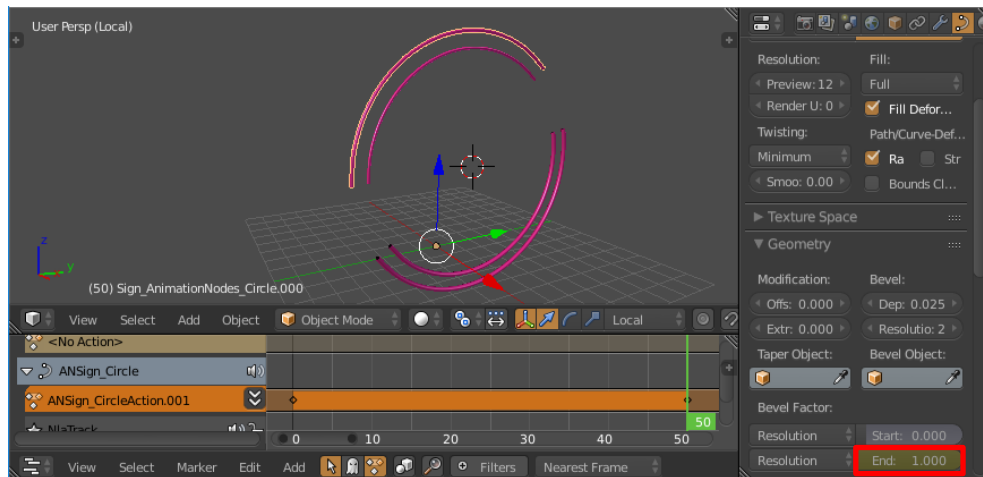 User Persp (Local)
z
y
(50) Sign_AnimationNodes_Circle.000
View Select Add Object Object Mode Local
<No Action>
ANSign_Circle
ANSign_CircleAction.001
NlaTrack
50
0 10 20 30 40 50
View Select Marker Edit Add Filters Nearest Frame
Resolution: Fill:
Preview: 12 Full
Render U: 0 Fill Defor...
Twisting: Path/Curve-Def...
Minimum Ra Str
Smoo: 0.00 Bounds Cl...
Texture Space
Geometry
Modification: Bevel:
Offs: 0.000 Dep: 0.025
Extr: 0.000 Resolutio: 2
Taper Object: Bevel Object:
Bevel Factor:
Resolution Start: 0.000
Resolution End: 1.000